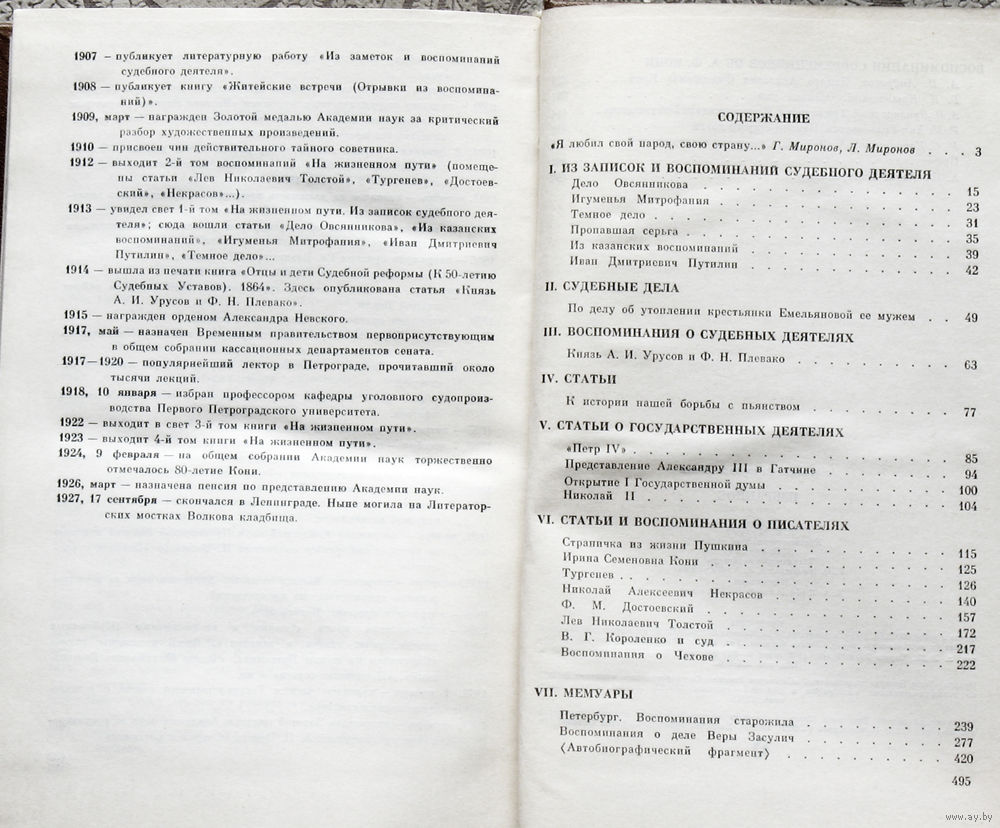 1907 — публикует литературную работу «Из заметок и воспоминаний
судебного деятеля».
1908 — публикует книгу «Житейские встречи (Отрывки из воспомина-
ний)».
1909, март — награжден Золотой медалью Академии наук за критический
разбор художественных произведений.
1910 — присвоен чин действительного тайного советника.
1912 — выходит 2-й том воспоминаний «На жизненном пути» (помеще-
ны статьи «Лев Николаевич Толстой», «Тургенев», «Достоев-
ский», «Некрасов»...).
1913 — увидел свет 1-й том «На жизненном пути. Из записок судебного дея-
теля»; сюда вошли статьи «Дело Овсянникова», «Из казанских
воспоминаний», «Игуменья Митрофания», «Иван Дмитриевич
Путилин», «Темное дело»...
1914 — вышла из печати книга «Отцы и дети Судебной реформы (К 50-летию
Судебных Уставов). 1864». Здесь опубликована статья «Князь
А. И. Урусов и Ф. Н. Плевако».
1915 — награжден орденом Александра Невского.
1917, май — назначен Временным правительством первоприсутствующим
в общем собрании кассационных департаментов сената.
1917—1920 — популярнейший лектор в Петрограде, прочитавший около
тысячи лекций.
1918, 10 января — избран профессором кафедры уголовного судопроиз-
водства Первого Петроградского университета.
1922 — выходит в свет 3-й том книги «На жизненном пути».
1923 — выходит 4-й том книги «На жизненном пути».
1924, 9 февраля — на общем собрании Академии наук торжественно
отмечалось 80-летие Кони.
1926, март — назначена пенсия по представлению Академии наук.
1927, 17 сентября — скончался в Ленинграде. Ныне могила на Литератор-
ских мостках Волкова кладбища.
СОДЕРЖАНИЕ
«Я любил свой народ, свою страну...» Г. Миронов, Л. Миронов . . . 3
I. ИЗ ЗАПИСОК И ВОСПОМИНАНИЙ СУДЕБНОГО ДЕЯТЕЛЯ
Дело Овсянникова . . . 15
Игуменья Митрофания . . . 23
Темное дело . . . 31
Пропавшая серьга . . . 35
Из казанских воспоминаний . . . 39
Иван Дмитриевич Путилин . . . 42
II. СУДЕБНЫЕ ДЕЛА
По делу об утоплении крестьянки Емельяновой ее мужем . . 49
III. ВОСПОМИНАНИЯ О СУДЕБНЫХ ДЕЯТЕЛЯХ
Князь А. И. Урусов и Ф. Н. Плевако . . . 63
IV. СТАТЬИ
К истории нашей борьбы с пьянством . . . 77
V. СТАТЬИ О ГОСУДАРСТВЕННЫХ ДЕЯТЕЛЯХ
«Петр IV» . . . 85
Представление Александру III в Гатчине . . . 94
Открытие I Государственной думы . . . 100
Николай II . . . 104
VI. СТАТЬИ И ВОСПОМИНАНИЯ О ПИСАТЕЛЯХ
Страничка из жизни Пушкина . . . 115
Ирина Семеновна Кони . . . 125
Тургенев . . . 126
Николай Алексеевич Некрасов . . . 140
Ф. М. Достоевский . . . 157
Лев Николаевич Толстой . . . 172
В. Г. Короленко и суд . . . 217
Воспоминания о Чехове . . . 222
VII. МЕМУАРЫ
Петербург. Воспоминания старожила . . . 239
Воспоминания о деле Веры Засулич . . . 277
⟨Автобиографический фрагмент⟩ . . . 420
495
www.ay.by